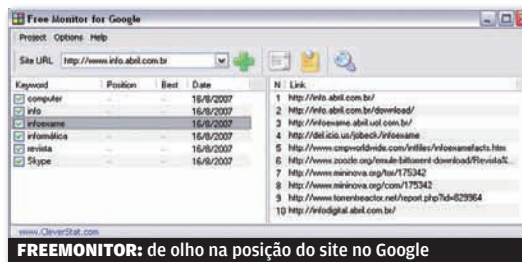 Free Monitor for Google
Project Options Help
Site URL http://www.info.abril.com.br
Keyword Position Best Date
computer 16/8/2007
info 16/8/2007
infoexame 16/8/2007
informática 16/8/2007
revista 16/8/2007
Skype 16/8/2007
N Link
1 http://info.abril.com.br/
2 http://info.abril.com.br/download/
3 http://infoexame.abril.uol.com.br/
4 http://del.icio.us/jobeck/infoexame
5 http://www.cmpworldwide.com/intlfiles/infoexamefacts.htm
6 http://www.zoozle.org/emule-bittorrent-download/Revista%...
7 http://www.mininova.org/tor/175342
8 http://www.mininova.org/com/175342
9 http://www.torrentreactor.net/report.php?id=829964
10 http://infodigital.abril.com.br/
www.CleverStat.com
FREEMONITOR: de olho na posição do site no Google